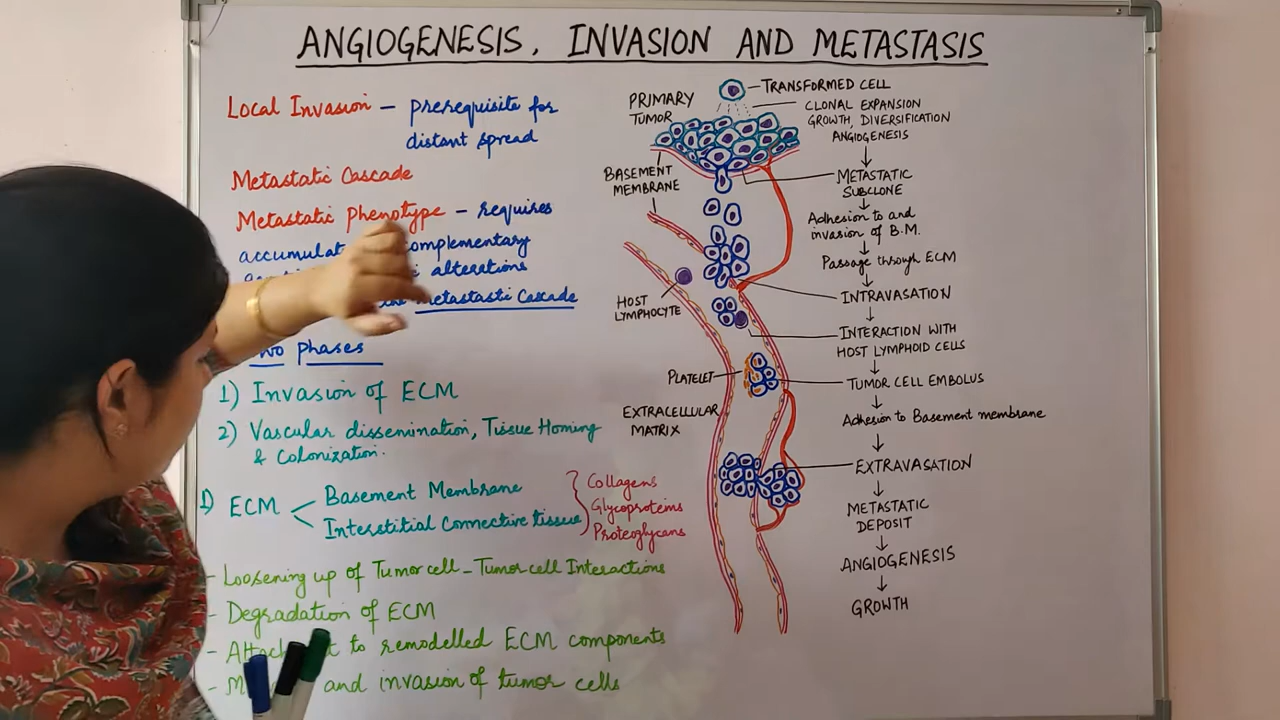 ANGIOGENESIS, INVASION AND METASTASIS
Local Invasion - prerequisite for
distant spread
Metastatic Cascade
Metastatic Phenotype - requires
complementary
alterations
metastastic Cascade
phases
1) Invasion of ECM
2) Vascular dissemination, Tissue Homing
& Colonization.
1) ECM
Basement Membrane
Interstitial Connective tissue
Collagens
Glycoproteins
Proteoglycans
- Loosening up of Tumor cell - Tumor cell Interactions
- Degradation of ECM
- to remodelled ECM components
- and invasion of tumor cells
PRIMARY
TUMOR
BASEMENT
MEMBRANE
HOST
LYMPHOCYTE
PLATELET
EXTRACELLULAR
MATRIX
TRANSFORMED CELL
CLONAL EXPANSION
GROWTH, DIVERSIFICATION
ANGIOGENESIS
METASTATIC
SUBCLONE
Adhesion to and
invasion of B.M.
Passage through ECM
INTRAVASATION
INTERACTION WITH
HOST LYMPHOID CELLS
TUMOR CELL EMBOLUS
Adhesion to Basement membrane
EXTRAVASATION
METASTATIC
DEPOSIT
ANGIOGENESIS
GROWTH